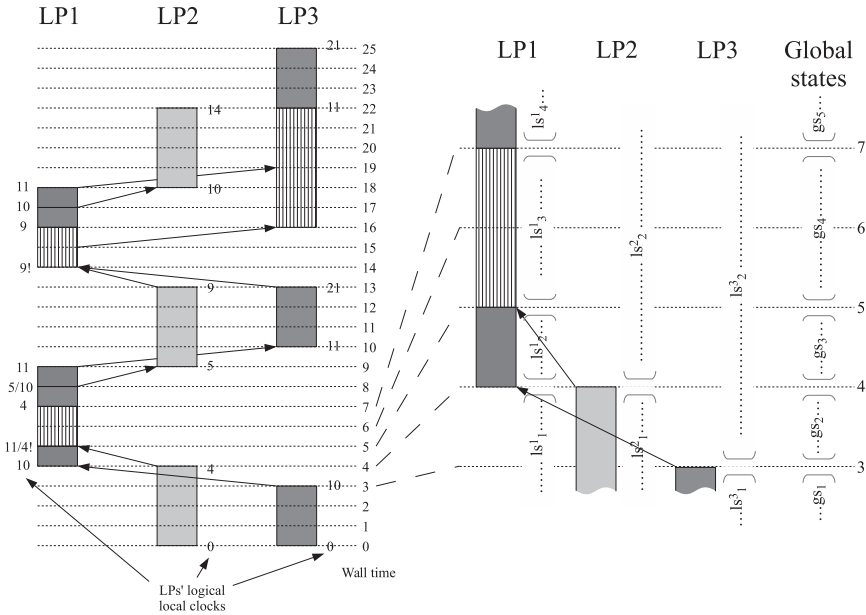 LP1 LP2 LP3
21 25
24
23
14 11 22
21
20
19
11 10 18
10 17
9 16
15
9! 14
9 21 13
12
11
11 10
11 5 9
5/10 8
4 7
6
11/4! 5
10 4 4
10 3
2
1
0 0 0
Wall time
LPs' logical
local clocks
LP1 LP2 LP3 Global
states
ls¹₄ gs₅
7
ls¹₃ ls²₂ ls³₂ gs₄
6
5
ls¹₂ gs₃
4
ls¹₁ ls²₁ gs₂
3
ls³₁ gs₁